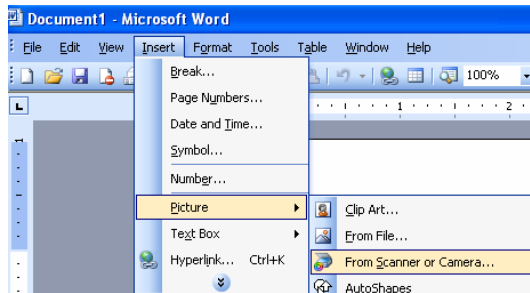 Document1 - Microsoft Word
File Edit View Insert Format Tools Table Window Help
100%
Break...
Page Numbers...
1 2
Date and Time...
Symbol...
Number...
Picture
Clip Art...
Text Box
From File...
Hyperlink... Ctrl+K
From Scanner or Camera...
AutoShapes